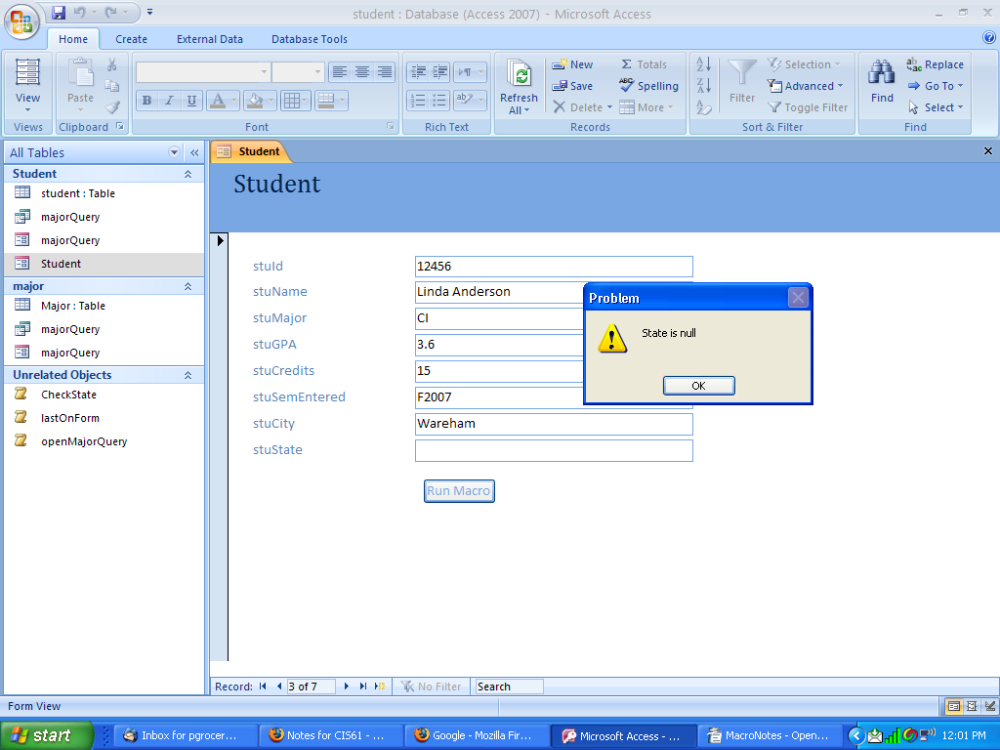 student : Database (Access 2007) - Microsoft Access
Home Create External Data Database Tools
View
Views
Paste
Clipboard
B I U A
Font
ab
Rich Text
Refresh
All
New
Save
Delete
Σ Totals
ABC Spelling
More
Records
Filter
Selection
Advanced
Toggle Filter
Sort & Filter
Find
Replace
Go To
Select
Find
All Tables «
Student
student : Table
majorQuery
majorQuery
Student
major
Major : Table
majorQuery
majorQuery
Unrelated Objects
CheckState
lastOnForm
openMajorQuery
Student
Student
stuId 12456
stuName Linda Anderson
stuMajor CI
stuGPA 3.6
stuCredits 15
stuSemEntered F2007
stuCity Wareham
stuState
Run Macro
Problem
State is null
OK
Record: 3 of 7 No Filter Search
Form View
start Inbox for pgrocer... Notes for CIS61 - ... Google - Mozilla Fir... Microsoft Access - ... MacroNotes - Open... 12:01 PM